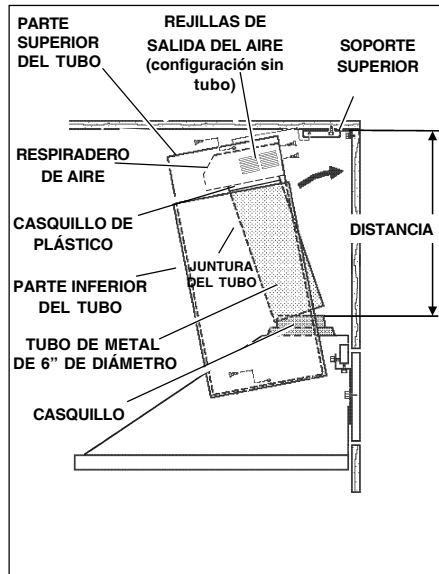 PARTE
SUPERIOR
DEL TUBO
REJILLAS DE
SALIDA DEL AIRE
(configuración sin
tubo)
SOPORTE
SUPERIOR
RESPIRADERO
DE AIRE
CASQUILLO DE
PLÁSTICO
DISTANCIA
JUNTURA
DEL TUBO
PARTE INFERIOR
DEL TUBO
TUBO DE METAL
DE 6” DE DIÁMETRO
CASQUILLO